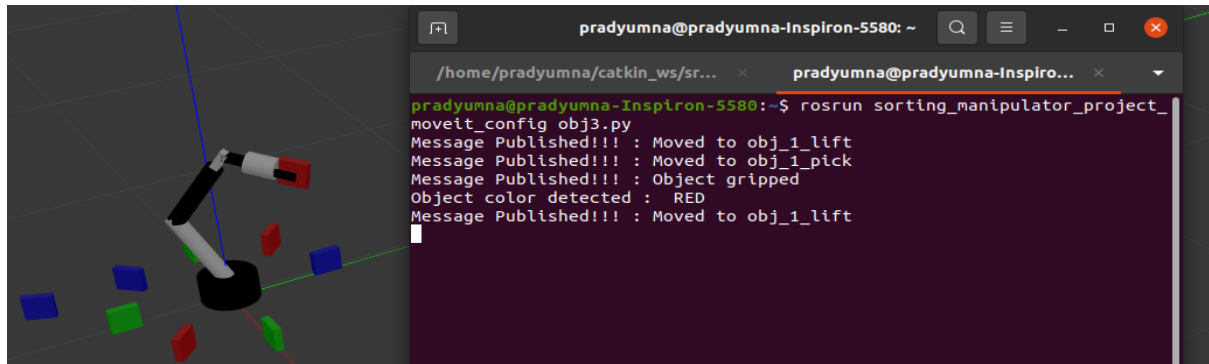 pradyumna@pradyumna-Inspiron-5580: ~
/home/pradyumna/catkin_ws/sr...
pradyumna@pradyumna-Inspiro...
pradyumna@pradyumna-Inspiron-5580:~$ rosrun sorting_manipulator_project_
moveit_config obj3.py
Message Published!!! : Moved to obj_1_lift
Message Published!!! : Moved to obj_1_pick
Message Published!!! : Object gripped
Object color detected :  RED
Message Published!!! : Moved to obj_1_lift